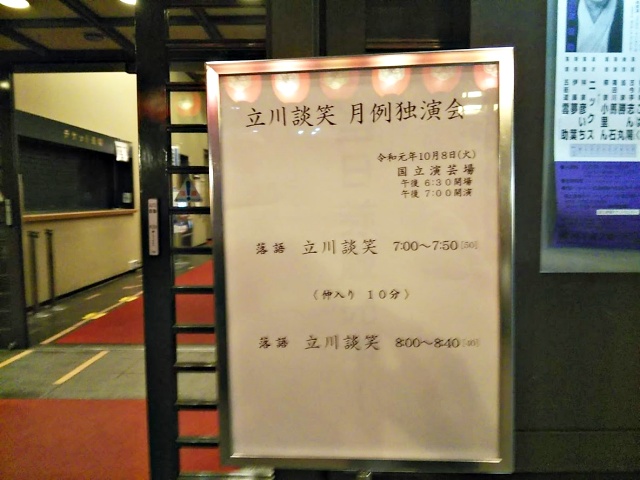 立川談笑 月例独演会
令和元年10月8日(火)
国立演芸場
午後 6:30開場
午後 7:00開演
落語 立川談笑 7:00〜7:50 [50]
(仲入り 10分)
落語 立川談笑 8:00〜8:40 [40]